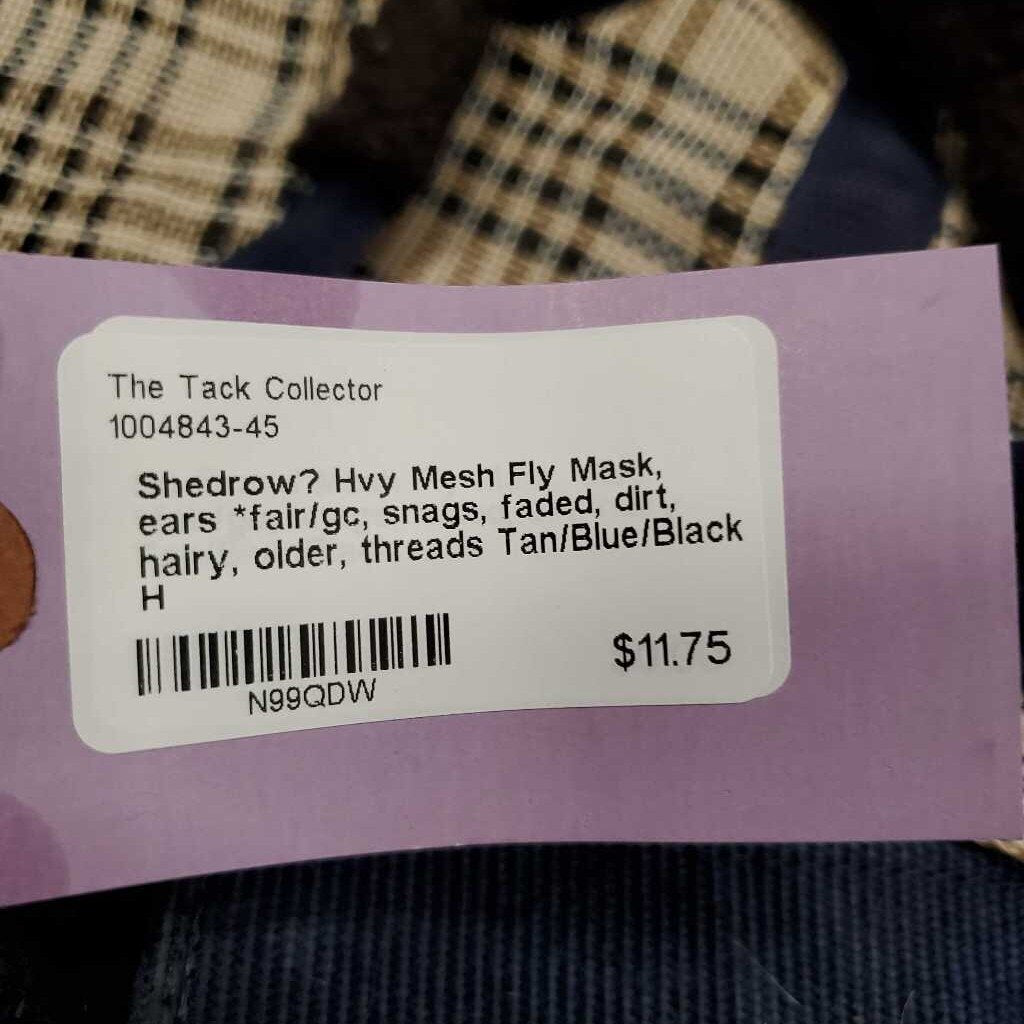 The Tack Collector
1004843-45
Shedrow? Hvy Mesh Fly Mask,
ears *fair/gc, snags, faded, dirt,
hairy, older, threads Tan/Blue/Black
H
N99QDW
$11.75